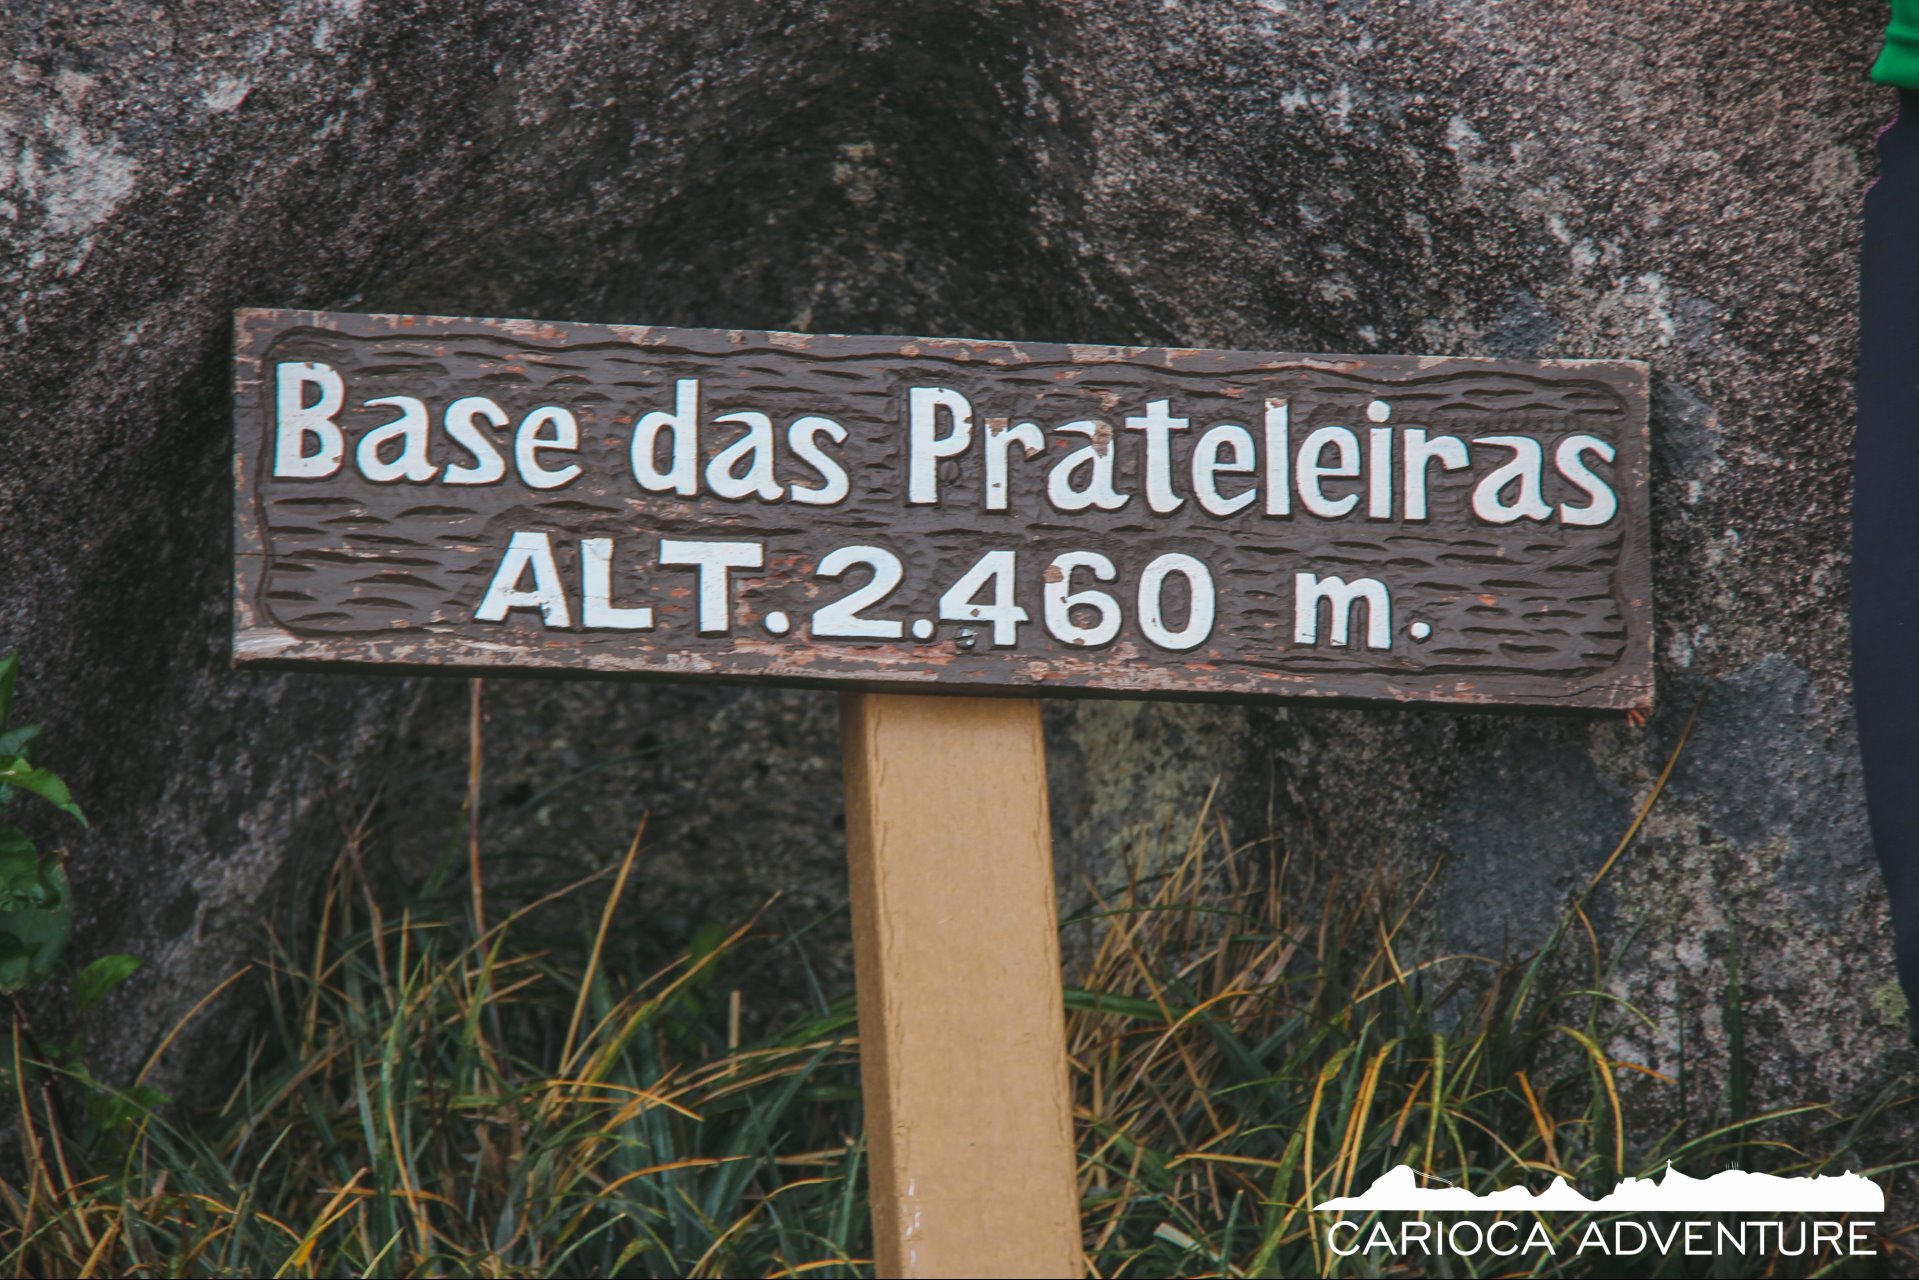 Base das Prateleiras
ALT. 2.460 m.
CARIOCA ADVENTURE